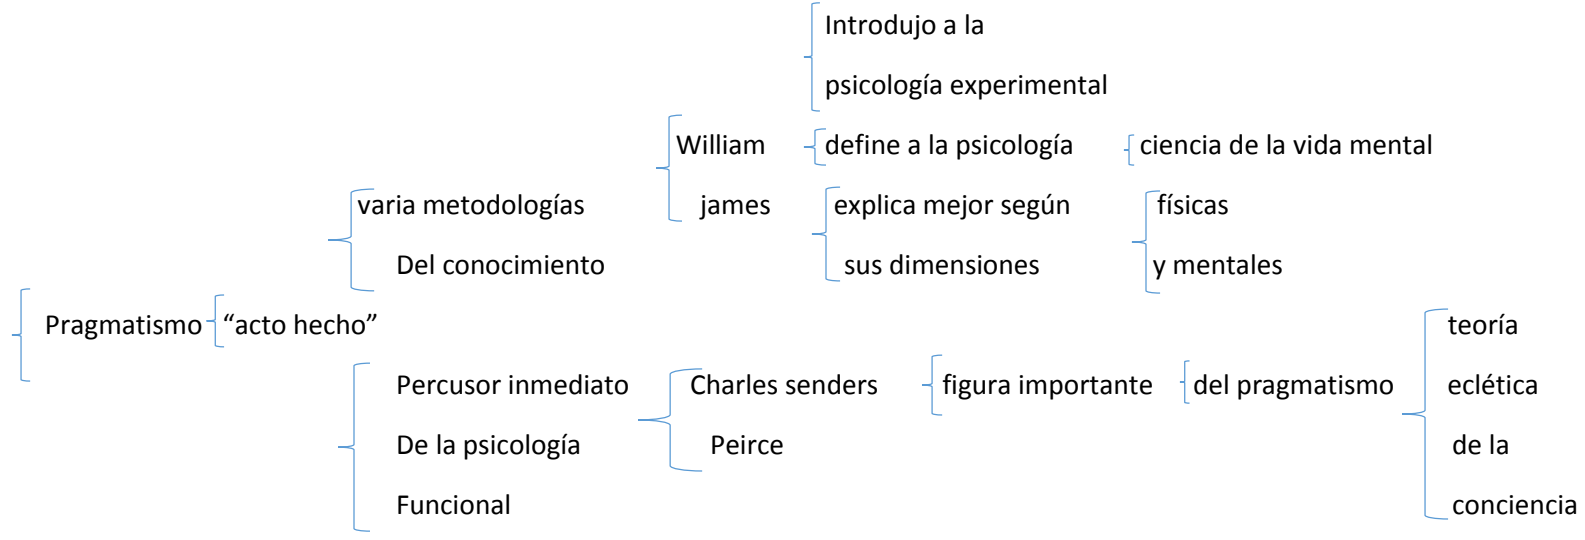 Introdujo a la
psicología experimental
William define a la psicología ciencia de la vida mental
varia metodologías james explica mejor según físicas
Del conocimiento sus dimensiones y mentales
Pragmatismo “acto hecho” teoría
Percusor inmediato Charles senders figura importante del pragmatismo eclética
De la psicología Peirce de la
Funcional conciencia